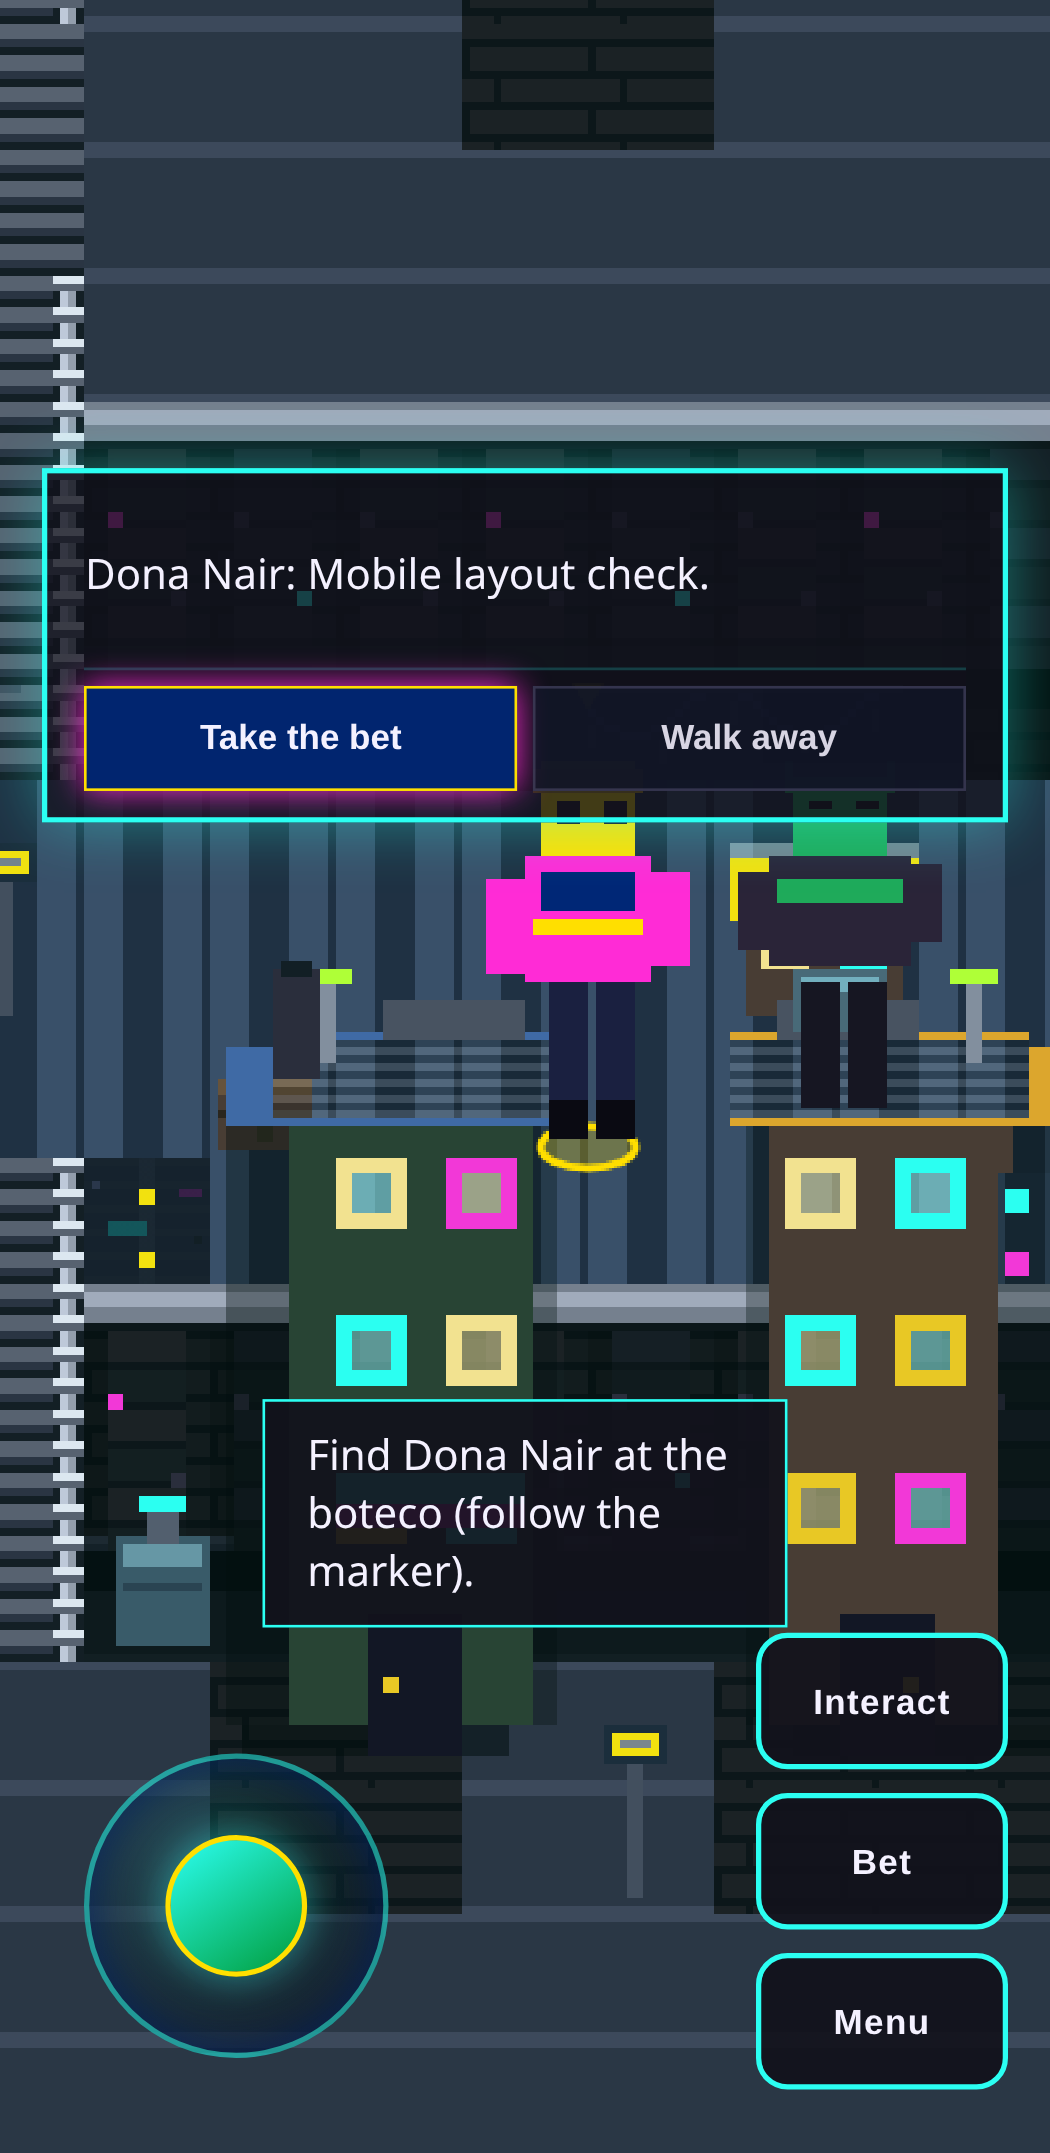 Dona Nair: Mobile layout check.
Take the bet
Walk away
Find Dona Nair at the
boteco (follow the
marker).
Interact
Bet
Menu